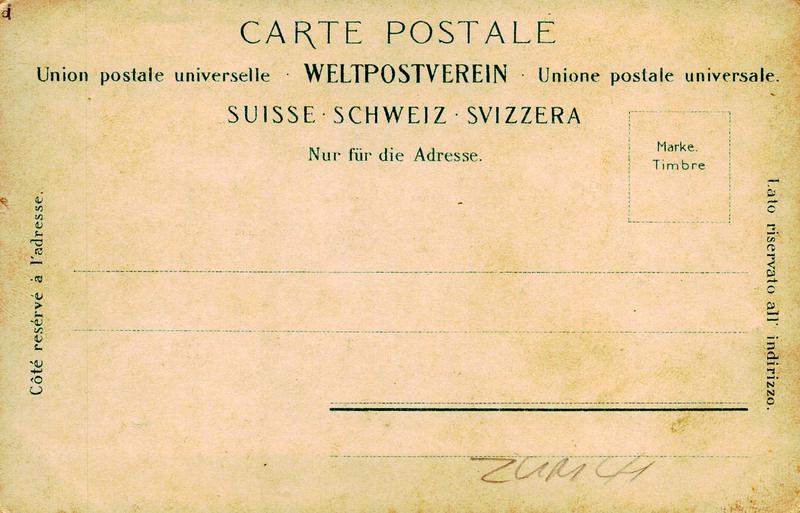 CARTE POSTALE
Union postale universelle · WELTPOSTVEREIN · Unione postale universale.
SUISSE · SCHWEIZ · SVIZZERA
Nur für die Adresse.
Marke.
Timbre
Côté resérvé à l'adresse.
Lato riservato all' indirizzo.